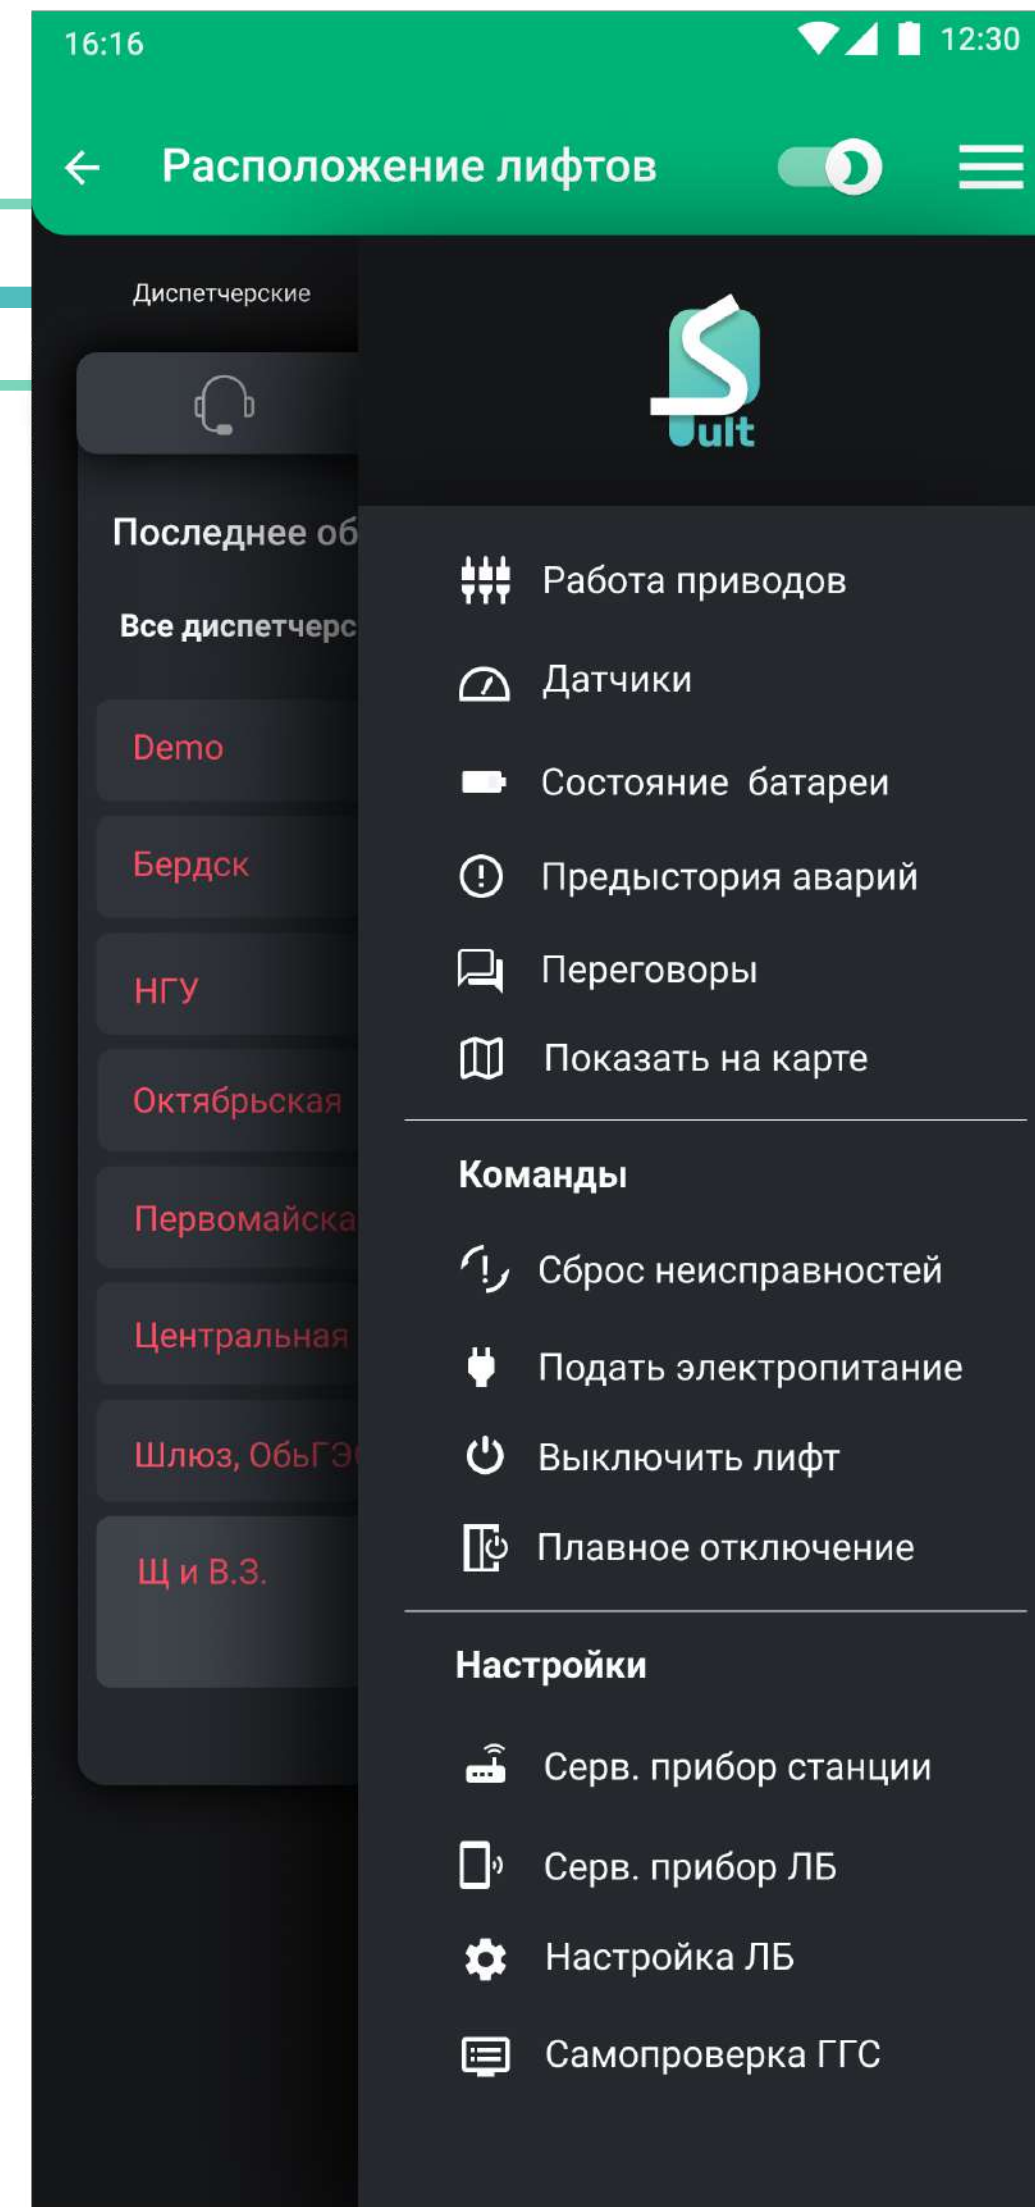 16:16 12:30
Расположение лифтов
Диспетчерские
Sult
Последнее об
Все диспетчерс
Demo
Бердск
НГУ
Октябрьская
Первомайска
Центральная
Шлюз, ОбьГЭ
Щ и В.З.
Работа приводов
Датчики
Состояние батареи
Предыстория аварий
Переговоры
Показать на карте
Команды
Сброс неисправностей
Подать электропитание
Выключить лифт
Плавное отключение
Настройки
Серв. прибор станции
Серв. прибор ЛБ
Настройка ЛБ
Самопроверка ГГС